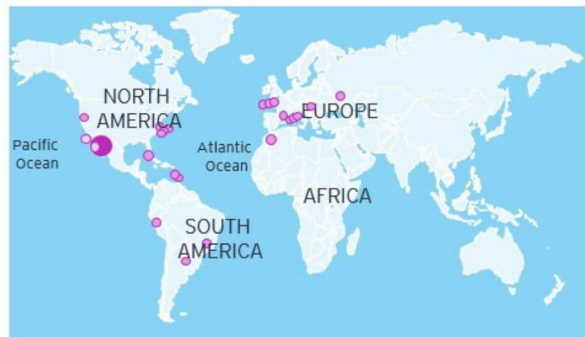 NORTH
AMERICA
EUROPE
Pacific
Ocean
Atlantic
Ocean
AFRICA
SOUTH
AMERICA